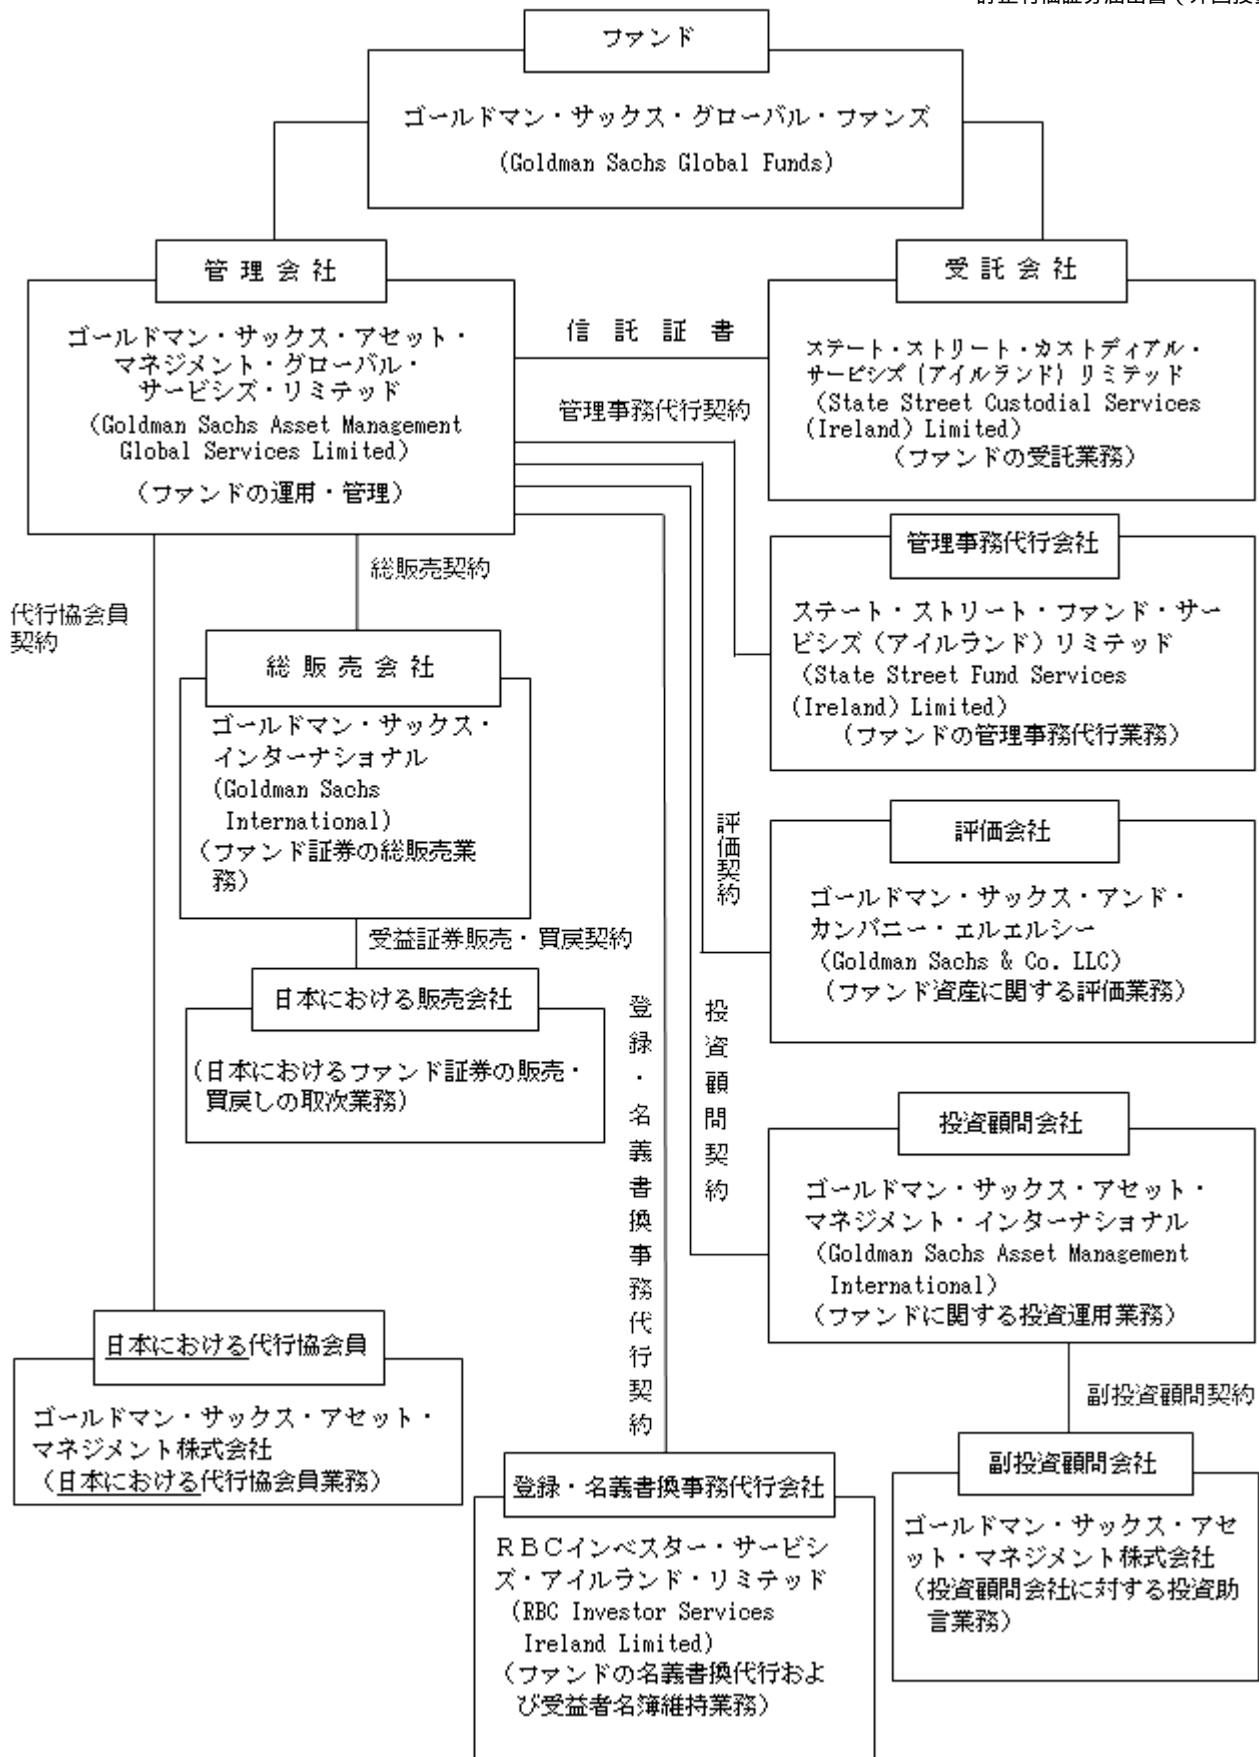 ファンド
ゴールドマン・サックス・グローバル・ファンズ
(Goldman Sachs Global Funds)
管 理 会 社
ゴールドマン・サックス・アセット・
マネジメント・グローバル・
サービシズ・リミテッド
(Goldman Sachs Asset Management
Global Services Limited)
(ファンドの運用・管理)
信 託 証 書
管理事務代行契約
受 託 会 社
ステート・ストリート・カストディアル・
サービシズ(アイルランド)リミテッド
(State Street Custodial Services
(Ireland) Limited)
(ファンドの受託業務)
管理事務代行会社
ステート・ストリート・ファンド・サー
ビシズ(アイルランド)リミテッド
(State Street Fund Services
(Ireland) Limited)
(ファンドの管理事務代行業務)
代行協会員
契約
総販売契約
総 販 売 会 社
ゴールドマン・サックス・
インターナショナル
(Goldman Sachs
International)
(ファンド証券の総販売業
務)
受益証券販売・買戻契約
日本における販売会社
(日本におけるファンド証券の販売・
買戻しの取次業務)
評価契約
評価会社
ゴールドマン・サックス・アンド・
カンパニー・エルエルシー
(Goldman Sachs & Co. LLC)
(ファンド資産に関する評価業務)
登録・名義書換事務代行契約
投資顧問契約
投資顧問会社
ゴールドマン・サックス・アセット・
マネジメント・インターナショナル
(Goldman Sachs Asset Management
International)
(ファンドに関する投資運用業務)
日本における代行協会員
ゴールドマン・サックス・アセット・
マネジメント株式会社
(日本における代行協会員業務)
副投資顧問契約
副投資顧問会社
ゴールドマン・サックス・アセ
ット・マネジメント株式会社
(投資顧問会社に対する投資助
言業務)
登録・名義書換事務代行会社
RBCインベスター・サービシ
ズ・アイルランド・リミテッド
(RBC Investor Services
Ireland Limited)
(ファンドの名義書換代行およ
び受益者名簿維持業務)